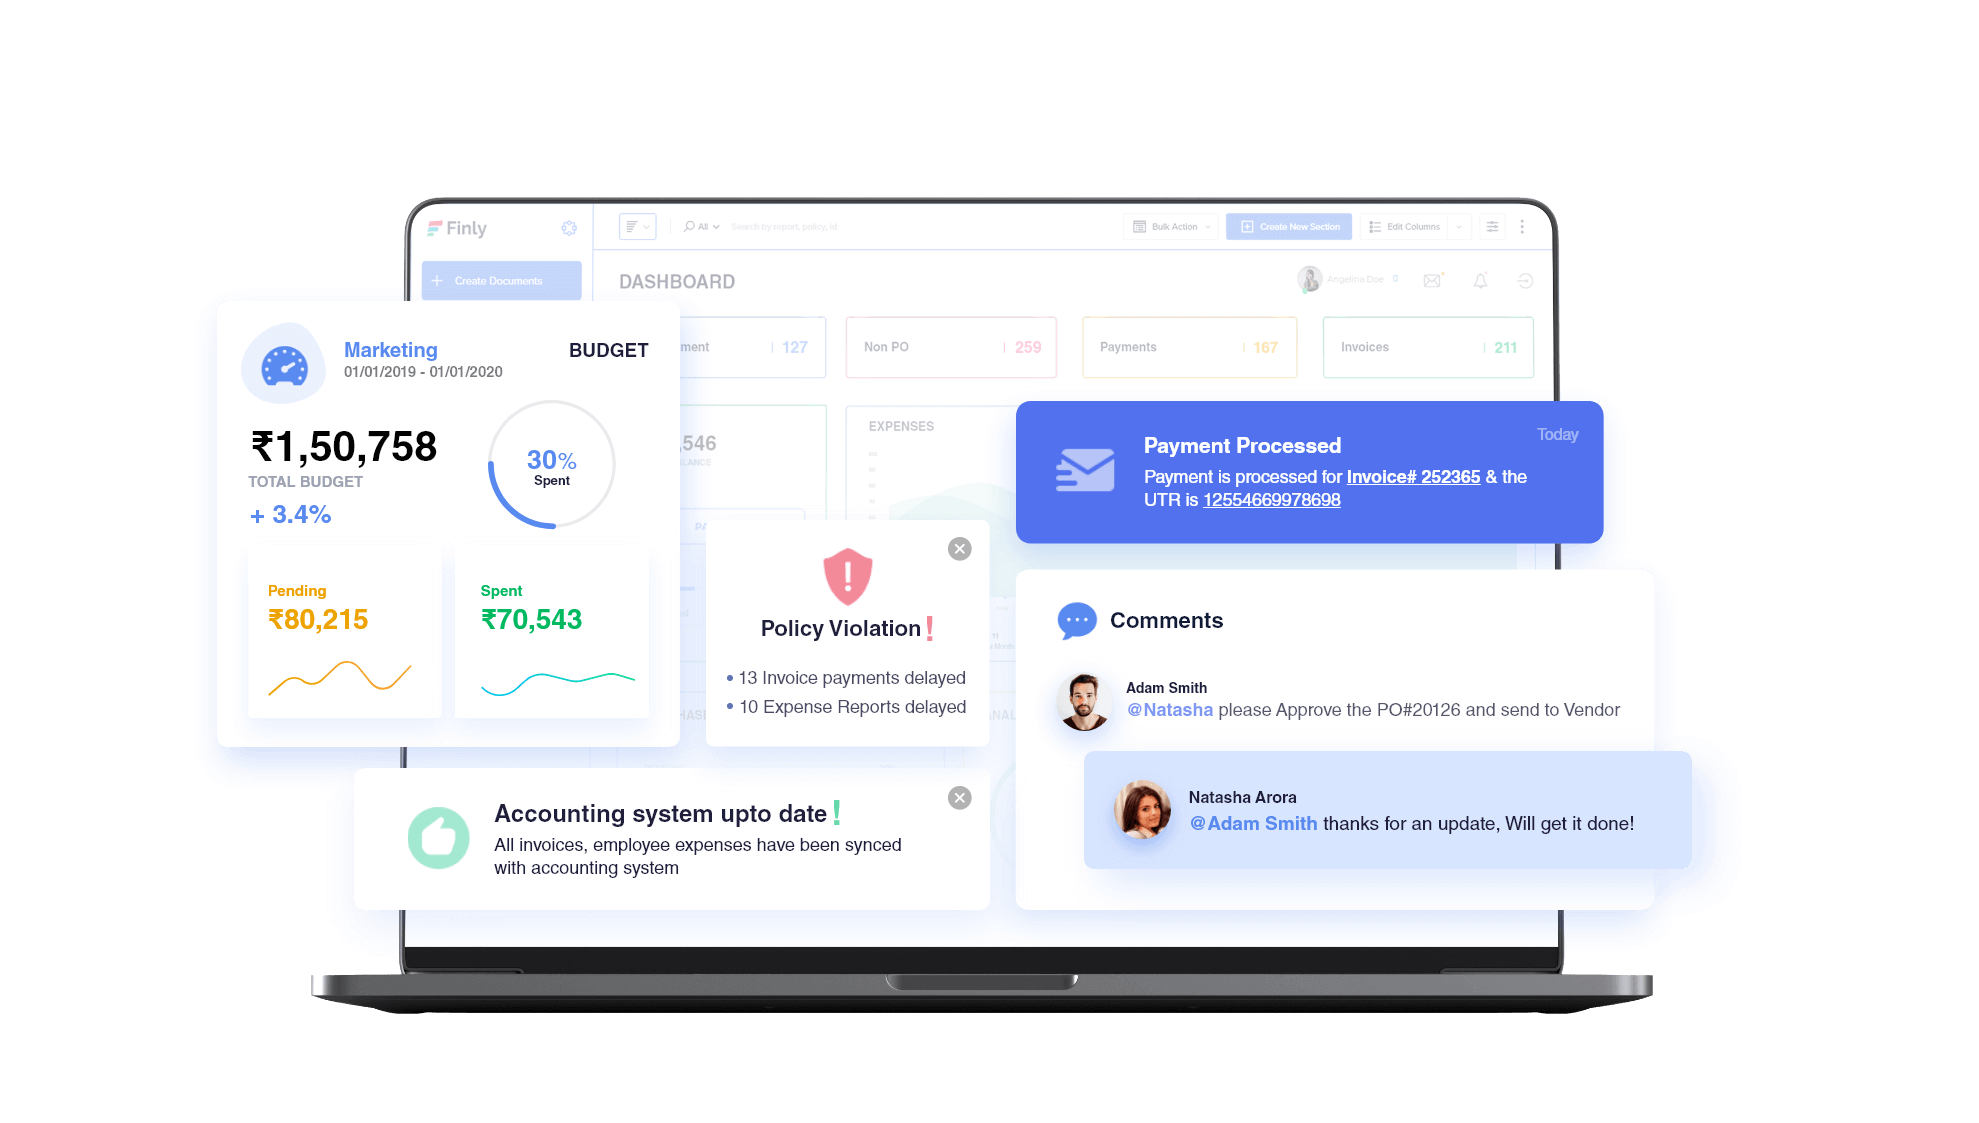 Finly
All
Search by report, policy, id
Bulk Action
Create New Section
Edit Columns
+ Create Documents
DASHBOARD
Angelina Doe
ment | 127
Non PO | 259
Payments | 167
Invoices | 211
Marketing
01/01/2019 - 01/01/2020
BUDGET
₹1,50,758
TOTAL BUDGET
+ 3.4%
30%
Spent
Pending
₹80,215
Spent
₹70,543
,546
EXPENSES
Payment Processed
Today
Payment is processed for Invoice# 252365 & the
UTR is 12554669978698
Policy Violation!
• 13 Invoice payments delayed
• 10 Expense Reports delayed
Comments
Adam Smith
@Natasha please Approve the PO#20126 and send to Vendor
Natasha Arora
@Adam Smith thanks for an update, Will get it done!
Accounting system upto date!
All invoices, employee expenses have been synced
with accounting system